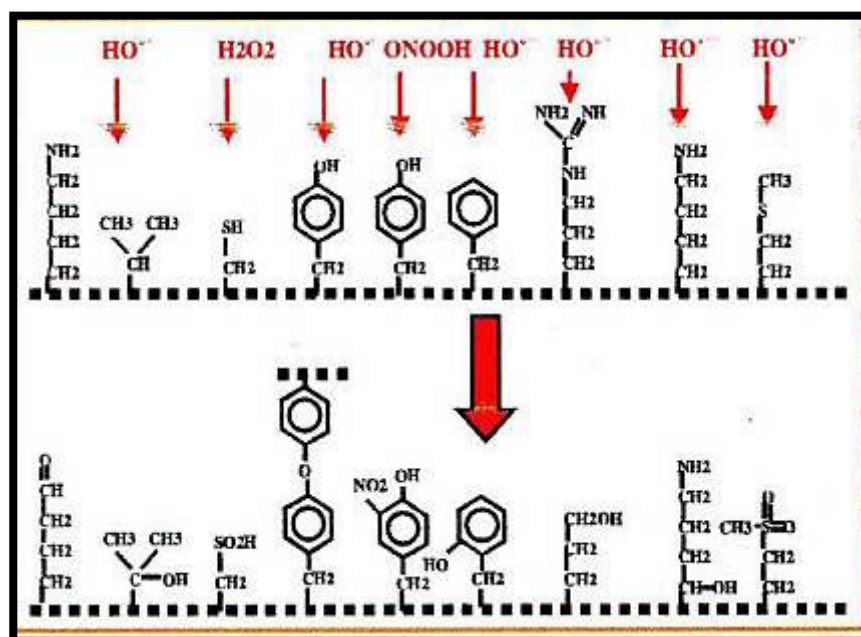 HO H2O2 HO ONOOH HO HO HO HO
NH2 NH
C
NH2 OH OH NH NH2
CH2 CH2 CH2 CH3
CH2 CH3 CH3 SH CH2 CH2 S
CH2 CH2 CH2 CH2
CH2 CH CH2 CH2 CH2 CH2 CH2 CH2 CH2
O O NH2
CH NO2 OH CH2 O
CH2 CH2OH CH2 CH3 S O
CH2 CH3 CH3 SO2H HO CH2 CH2 CH2
CH2 C OH CH2 CH2 CH2 CH2 CH2 CH OH CH2